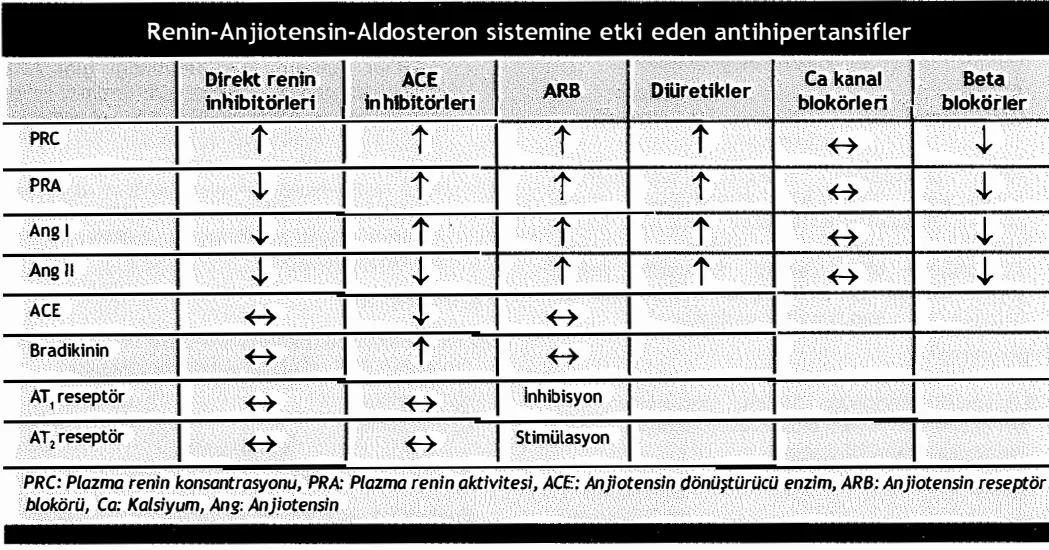 Renin-Anjiotensin-Aldosteron sistemine etki eden antihipertansifler
Direkt renin inhibitörleri ACE inhibitörleri ARB Diüretikler Ca kanal blokörleri Beta blokörler
PRC ↑ ↑ ↑ ↑ ↔ ↓
PRA ↓ ↑ ↑ ↑ ↔ ↓
Ang I ↓ ↑ ↑ ↑ ↔ ↓
Ang II ↓ ↓ ↑ ↑ ↔ ↓
ACE ↔ ↓ ↔
Bradikinin ↔ ↑ ↔
AT₁ reseptör ↔ ↔ İnhibisyon
AT₂ reseptör ↔ ↔ Stimülasyon
PRC: Plazma renin konsantrasyonu, PRA: Plazma renin aktivitesi, ACE: Anjiotensin dönüştürücü enzim, ARB: Anjiotensin reseptör
blokörü, Ca: Kalsiyum, Ang: Anjiotensin